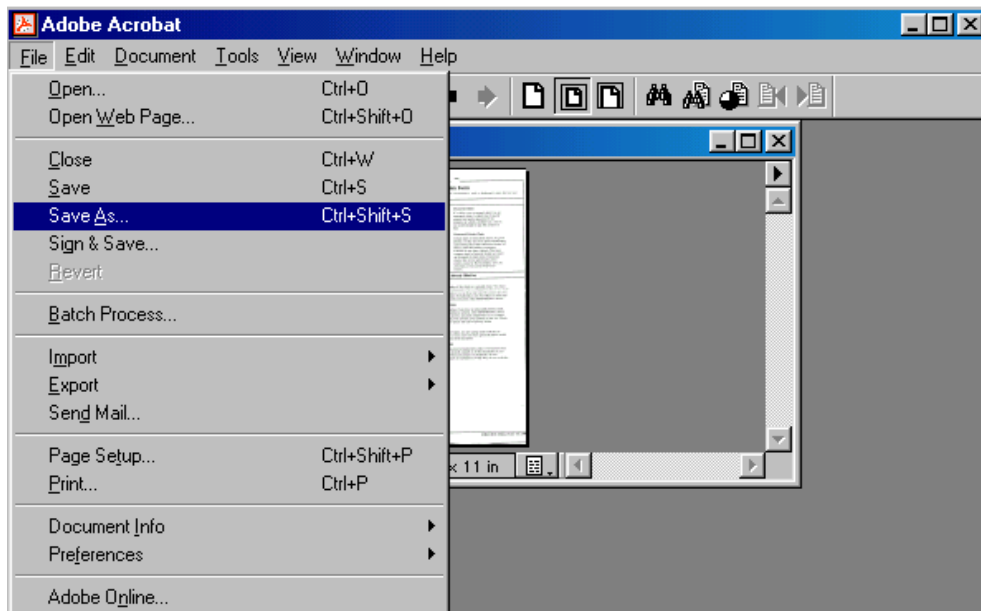 Adobe Acrobat
File Edit Document Tools View Window Help
Open... Ctrl+O
Open Web Page... Ctrl+Shift+O
Close Ctrl+W
Save Ctrl+S
Save As... Ctrl+Shift+S
Sign & Save...
Revert
Batch Process...
Import
Export
Send Mail...
Page Setup... Ctrl+Shift+P
Print... Ctrl+P
x 11 in
Document Info
Preferences
Adobe Online...